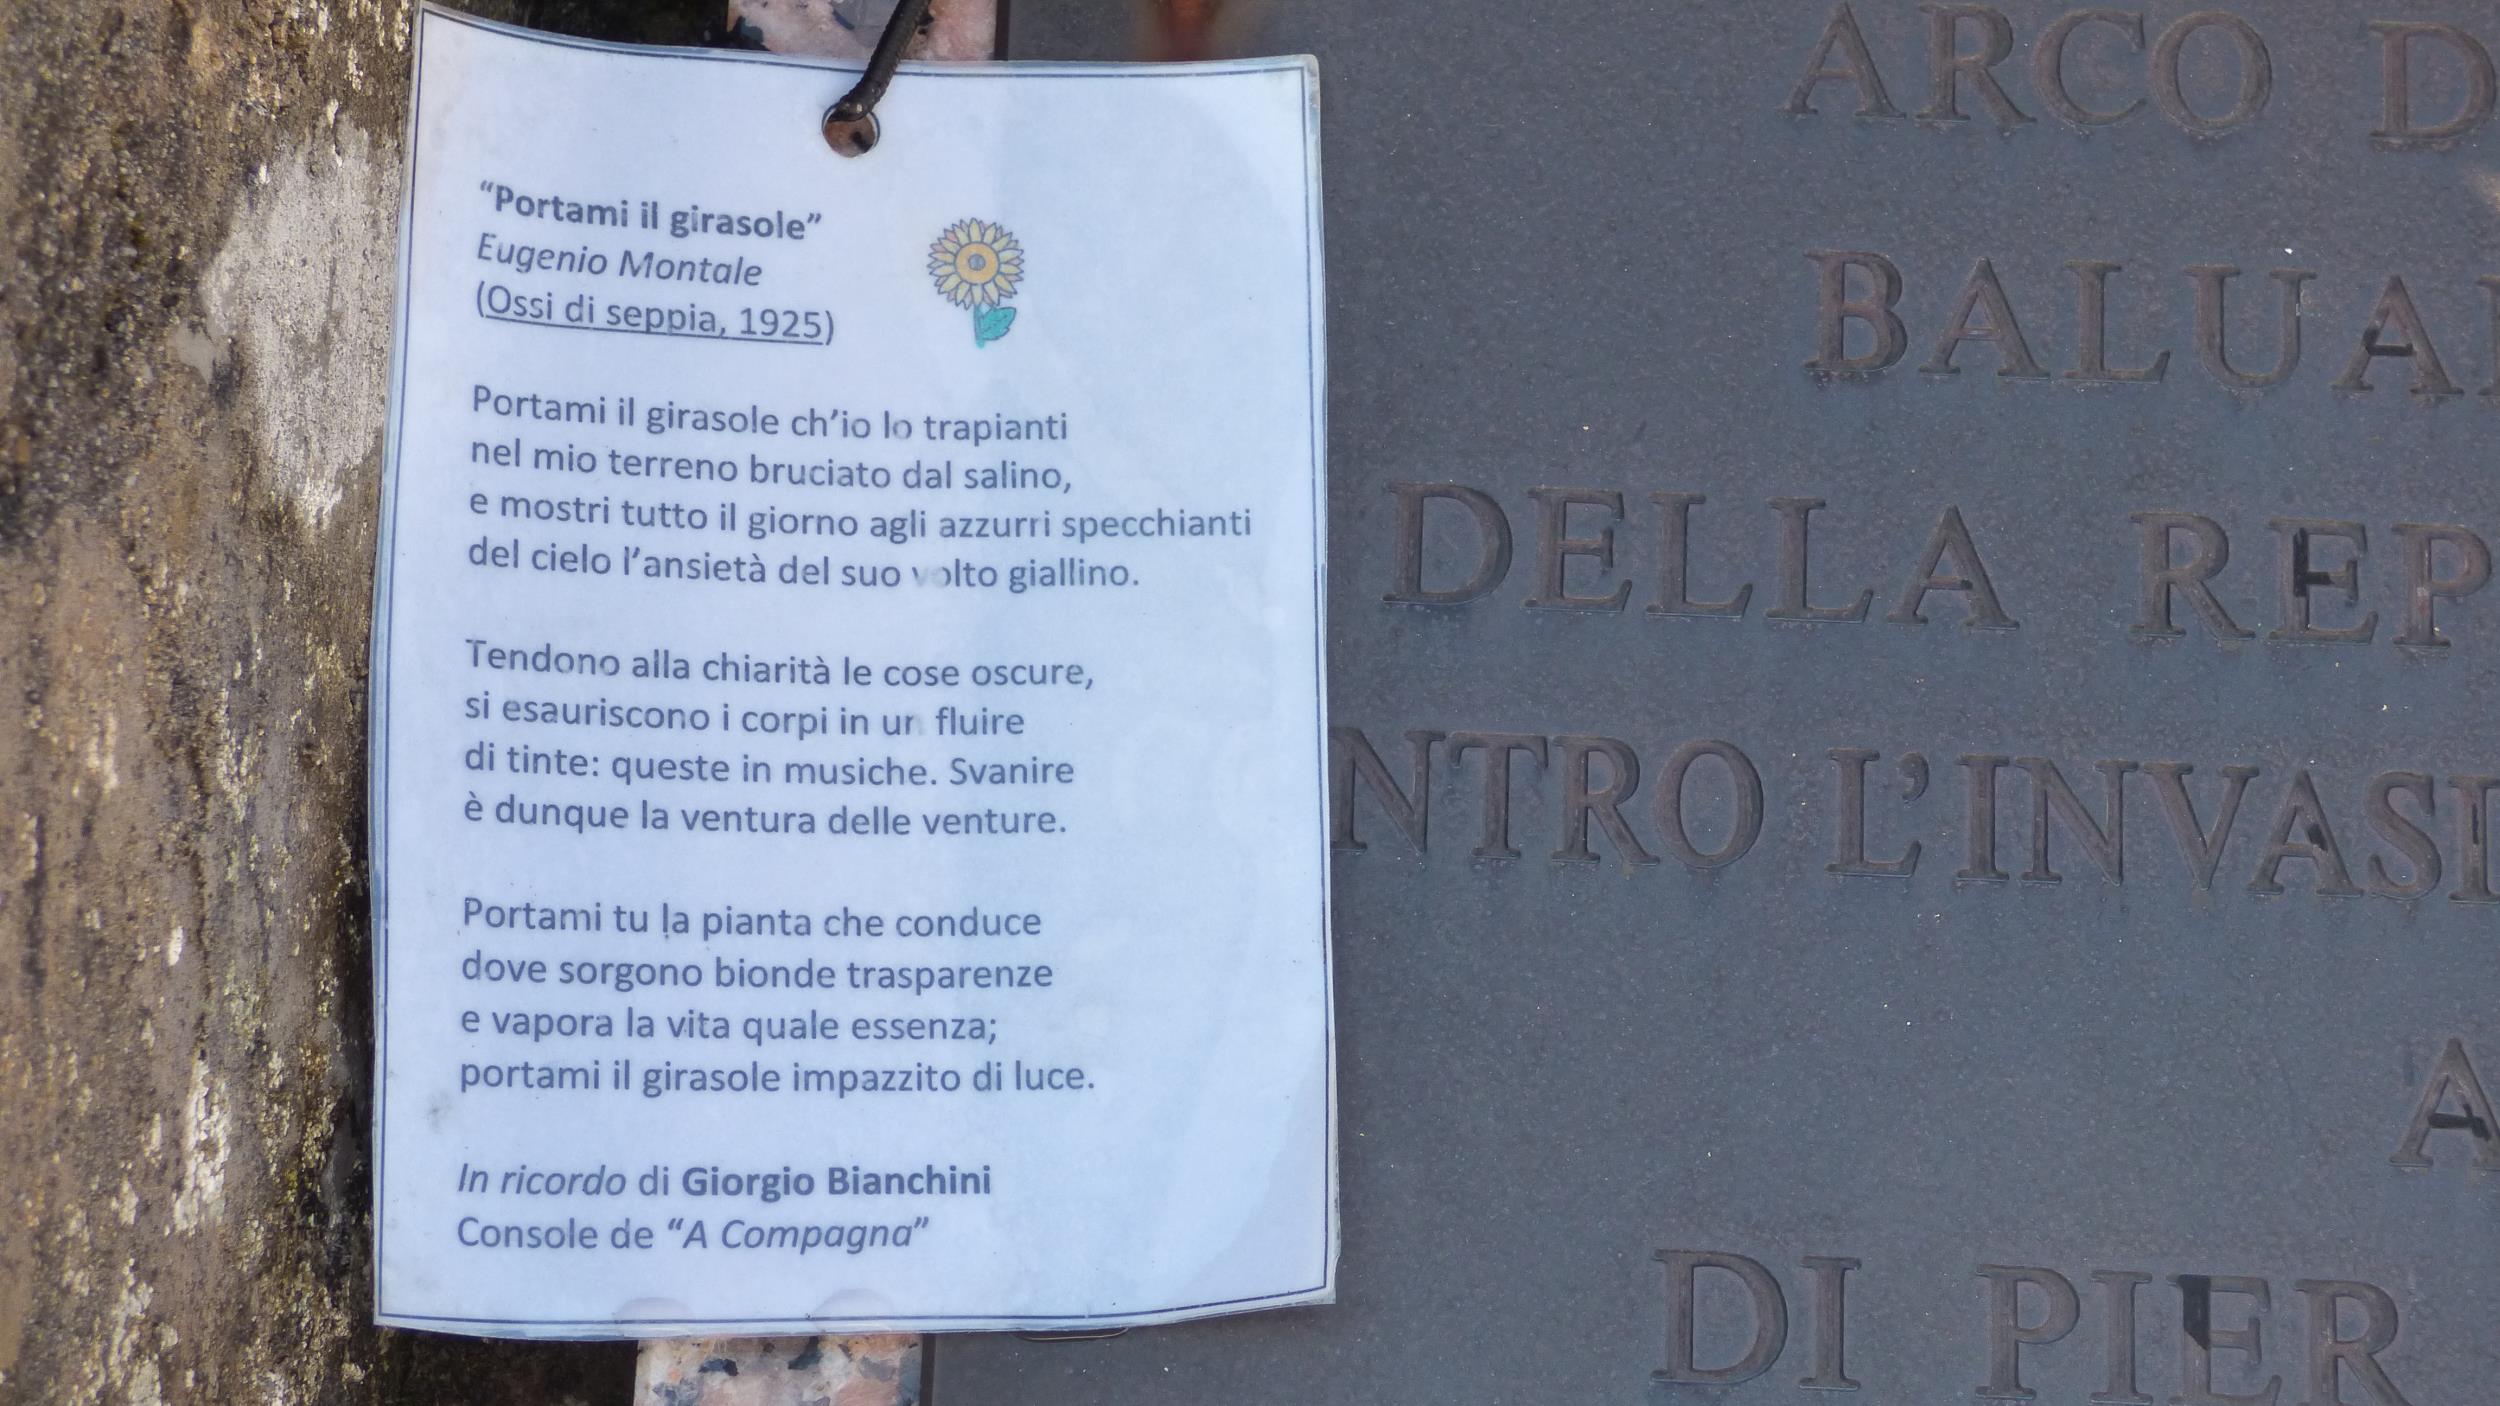 “Portami il girasole”
Eugenio Montale
(Ossi di seppia, 1925)
Portami il girasole ch’io lo trapianti
nel mio terreno bruciato dal salino,
e mostri tutto il giorno agli azzurri specchianti
del cielo l’ansietà del suo volto giallino.
Tendono alla chiarità le cose oscure,
si esauriscono i corpi in un fluire
di tinte: queste in musiche. Svanire
è dunque la ventura delle venture.
Portami tu la pianta che conduce
dove sorgono bionde trasparenze
e vapora la vita quale essenza;
portami il girasole impazzito di luce.
In ricordo di Giorgio Bianchini
Console de “A Compagna”
ARCO D
BALUA
DELLA REP
NTRO L’INVASI
A
DI PIER